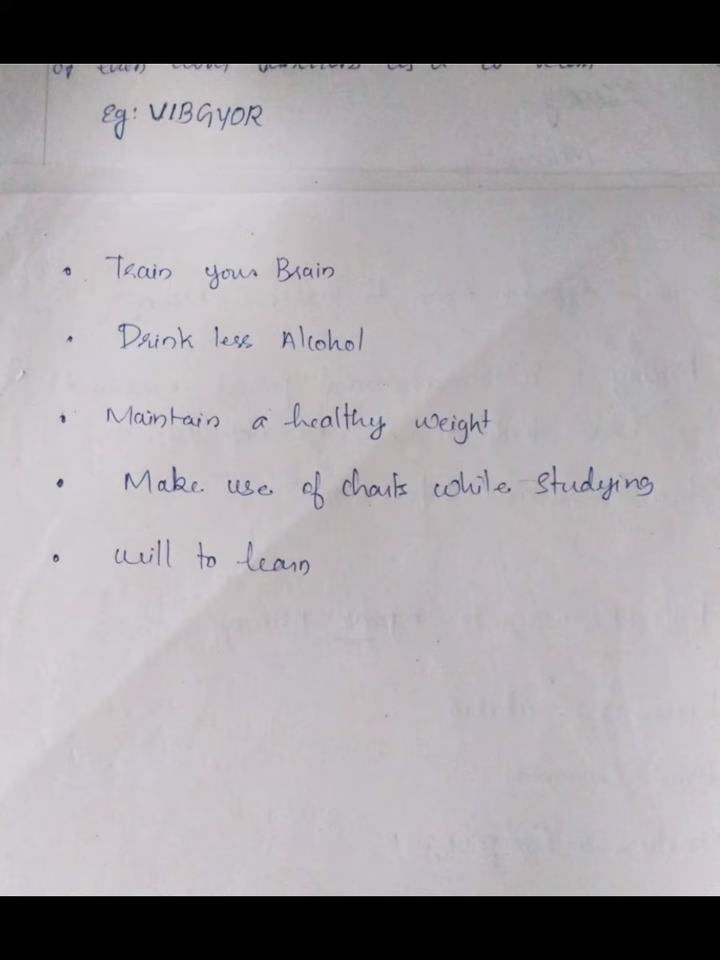 Eg: VIBGYOR
• Train your Brain
• Drink less Alcohol
• Maintain a healthy weight
• Make use of charts while studying
• will to learn